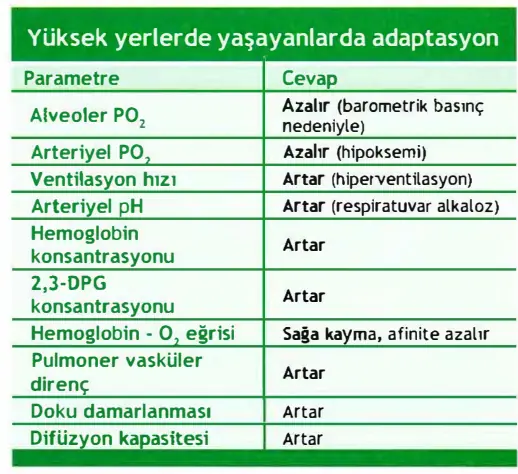 Yüksek yerlerde yaşayanlarda adaptasyon
Parametre Cevap
Alveoler PO₂ Azalır (barometrik basınç
nedeniyle)
Arteriyel PO₂ Azalır (hipoksemi)
Ventilasyon hızı Artar (hiperventilasyon)
Arteriyel pH Artar (respiratuvar alkaloz)
Hemoglobin
konsantrasyonu Artar
2,3-DPG
konsantrasyonu Artar
Hemoglobin - O₂ eğrisi Sağa kayma, afinite azalır
Pulmoner vasküler
direnç Artar
Doku damarlanması Artar
Difüzyon kapasitesi Artar